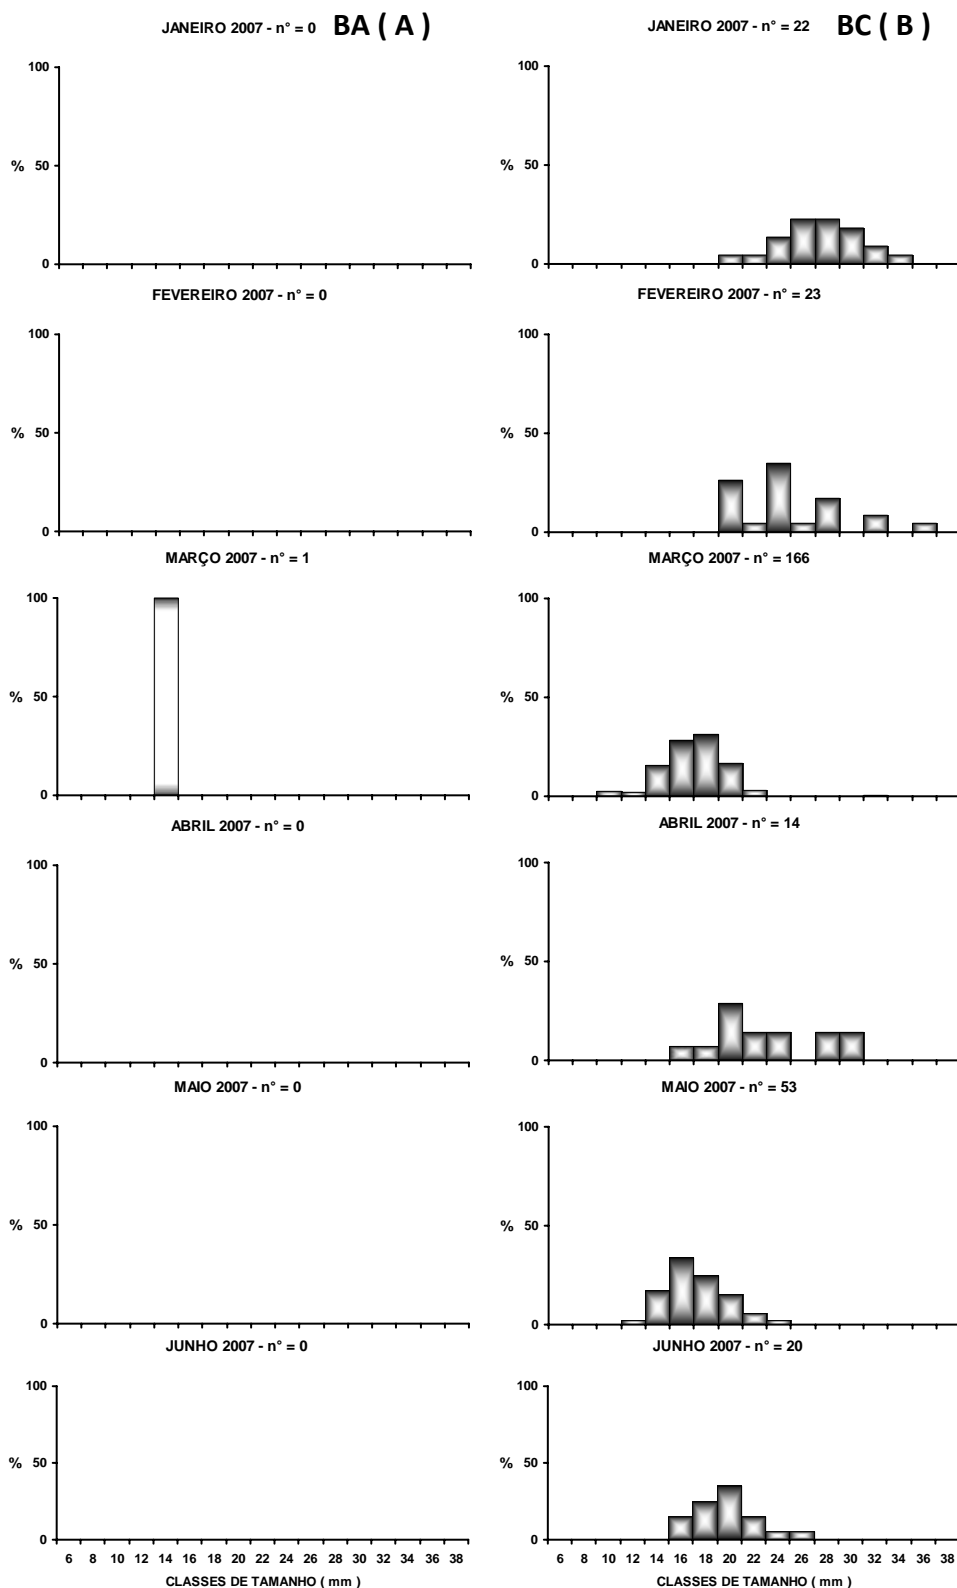 JANEIRO 2007 - n° = 0 BA ( A )
100
% 50
0
FEVEREIRO 2007 - n° = 0
100
% 50
0
MARÇO 2007 - n° = 1
100
% 50
0
ABRIL 2007 - n° = 0
100
% 50
0
MAIO 2007 - n° = 0
100
% 50
0
JUNHO 2007 - n° = 0
100
% 50
0
6 8 10 12 14 16 18 20 22 24 26 28 30 32 34 36 38
CLASSES DE TAMANHO ( mm )
JANEIRO 2007 - n° = 22 BC ( B )
100
% 50
0
FEVEREIRO 2007 - n° = 23
100
% 50
0
MARÇO 2007 - n° = 166
100
% 50
0
ABRIL 2007 - n° = 14
100
% 50
0
MAIO 2007 - n° = 53
100
% 50
0
JUNHO 2007 - n° = 20
100
% 50
0
6 8 10 12 14 16 18 20 22 24 26 28 30 32 34 36 38
CLASSES DE TAMANHO ( mm )